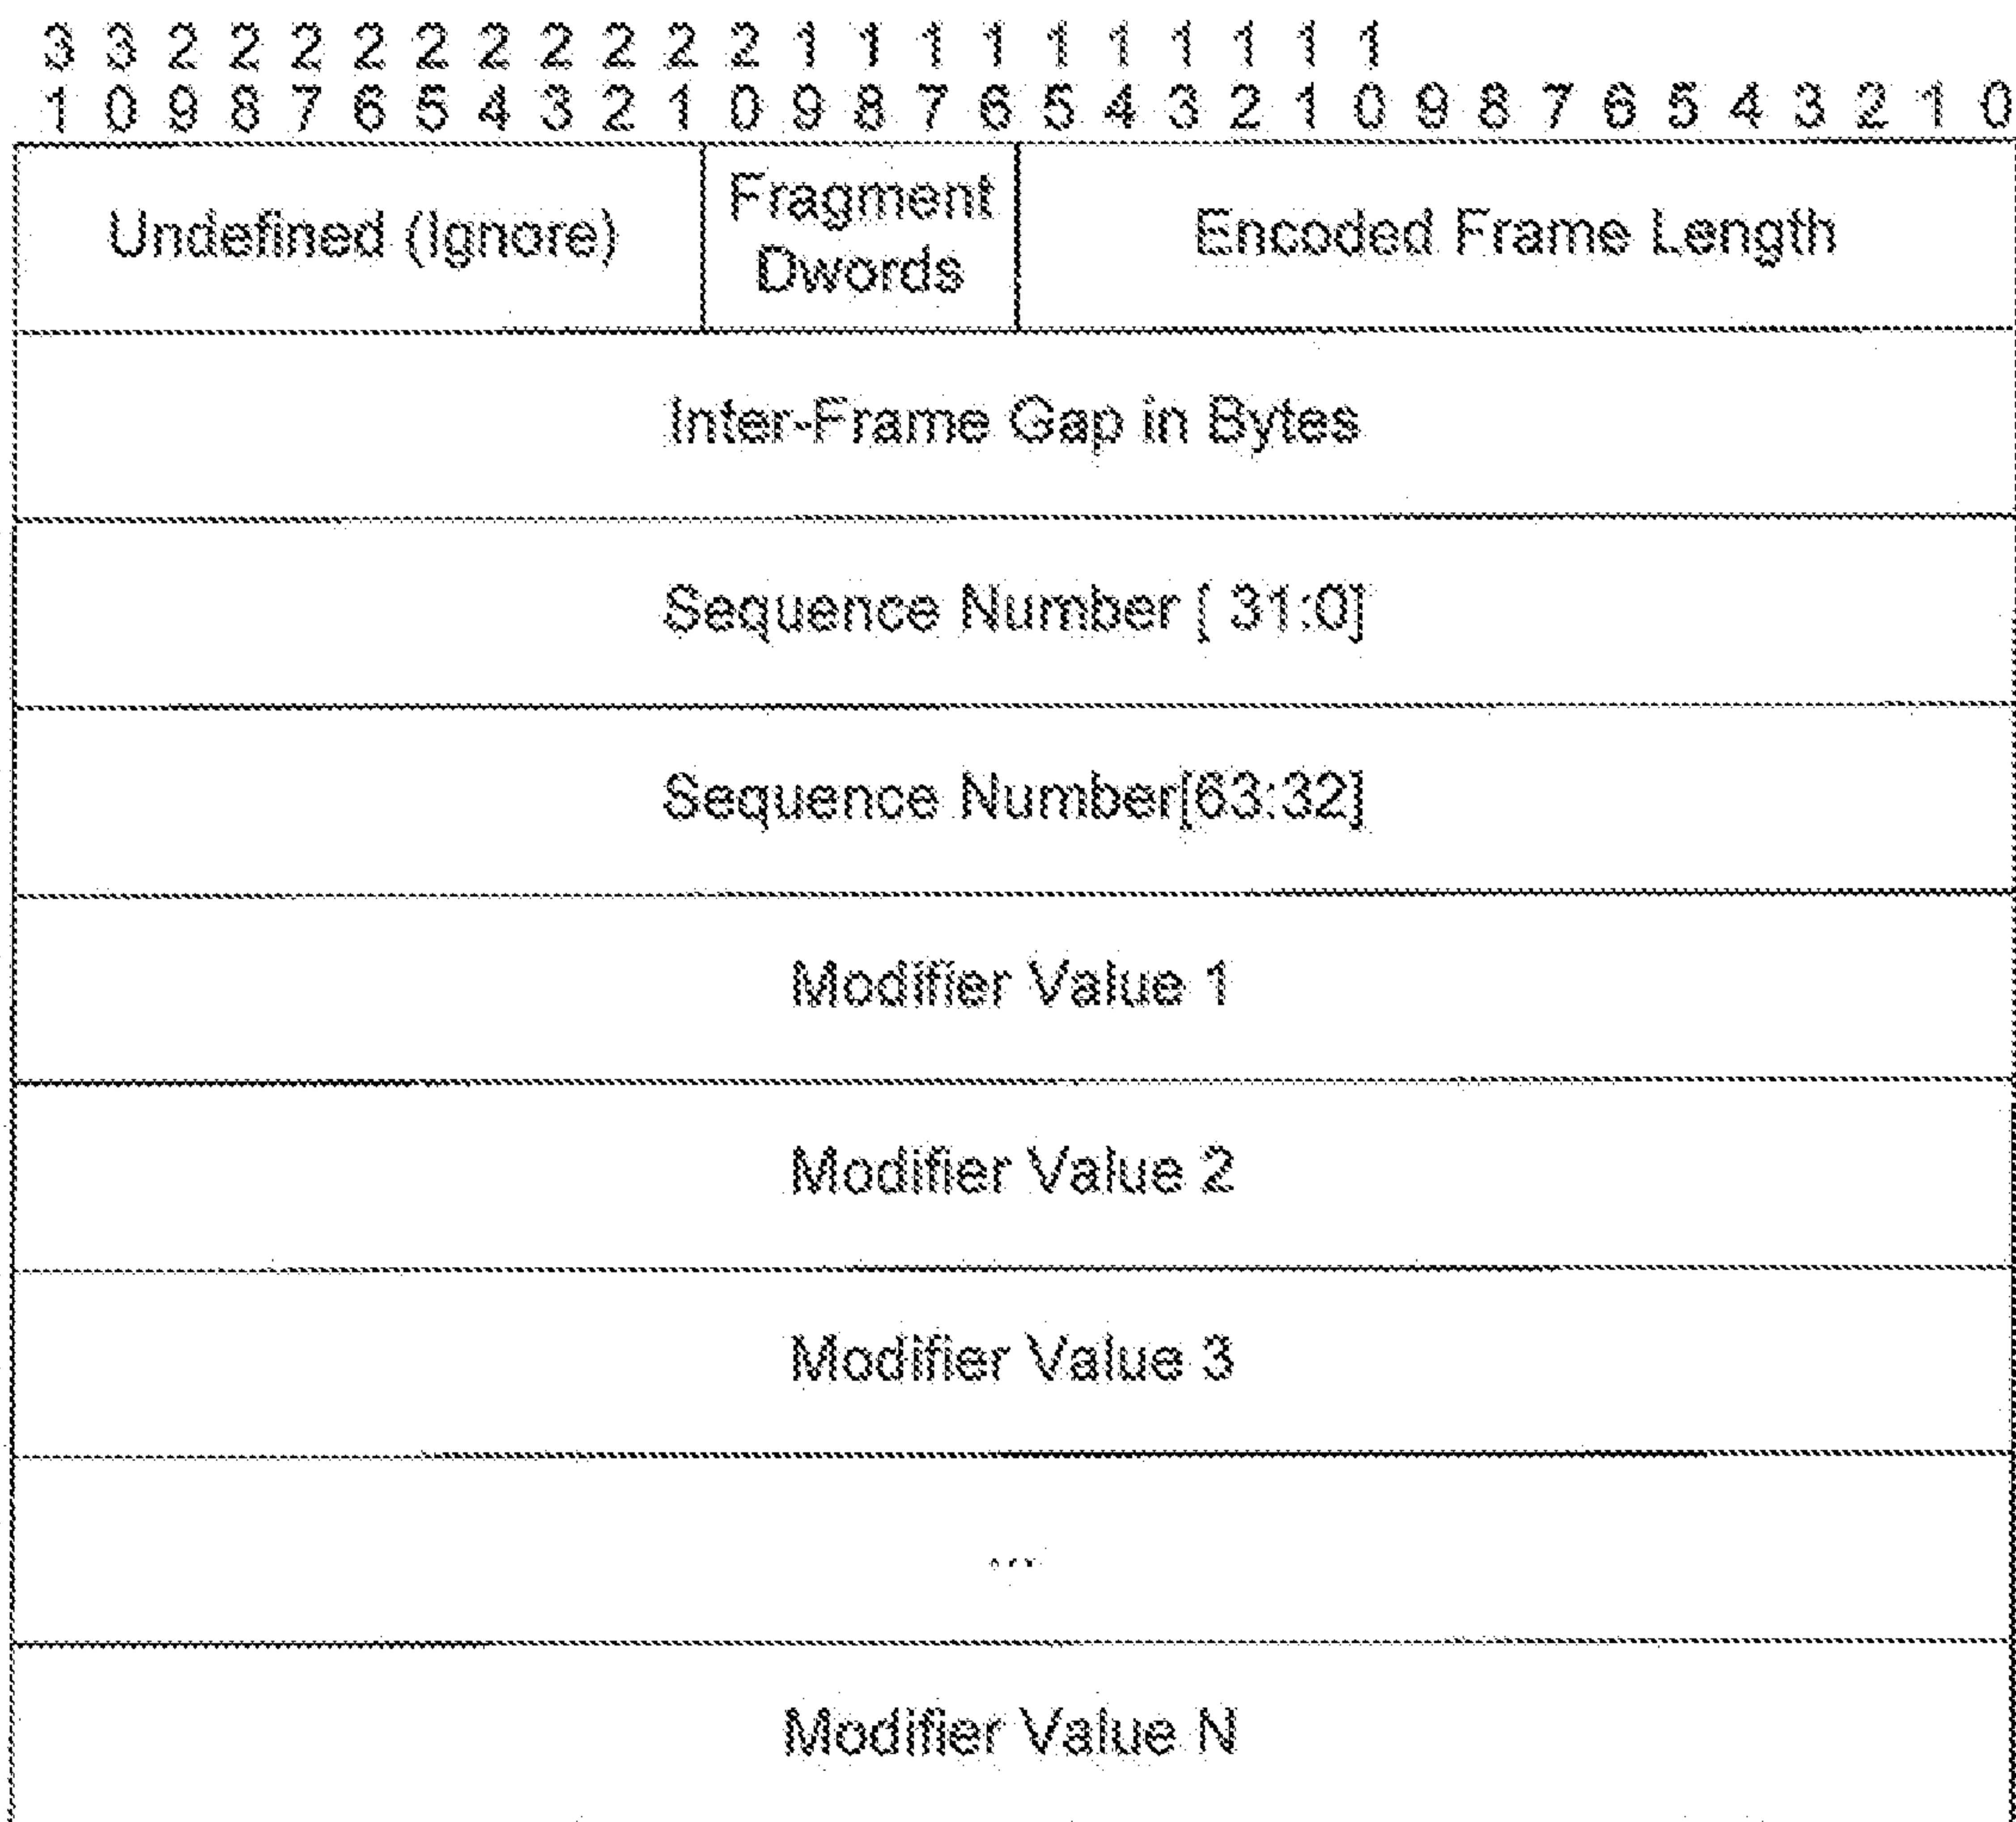 3 3 2 2 2 2 2 2 2 2 2 2 1 1 1 1 1 1 1 1 1 1
1 0 9 8 7 6 5 4 3 2 1 0 9 8 7 6 5 4 3 2 1 0 9 8 7 6 5 4 3 2 1 0
Undefined (Ignore)
Fragment
Dwords
Encoded Frame Length
Inter-Frame Gap in Bytes
Sequence Number [ 31:0]
Sequence Number[63:32]
Modifier Value 1
Modifier Value 2
Modifier Value 3
...
Modifier Value N